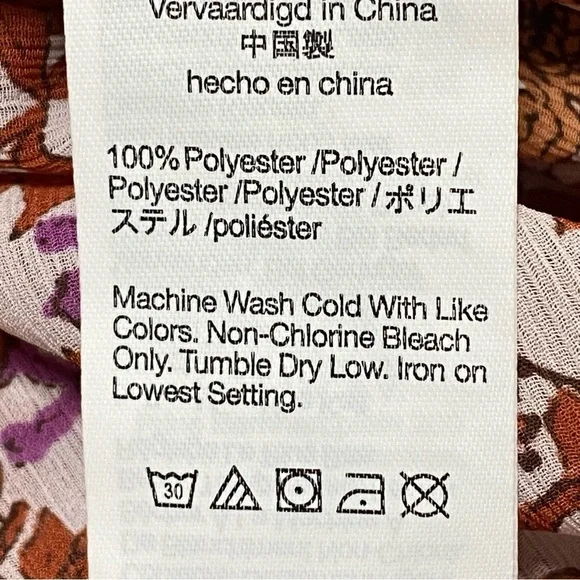 Vervaardigd in China
中国製
hecho en china
100% Polyester /Polyester /
Polyester /Polyester / ポリエ
ステル /poliéster
Machine Wash Cold With Like
Colors. Non-Chlorine Bleach
Only. Tumble Dry Low. Iron on
Lowest Setting.
30